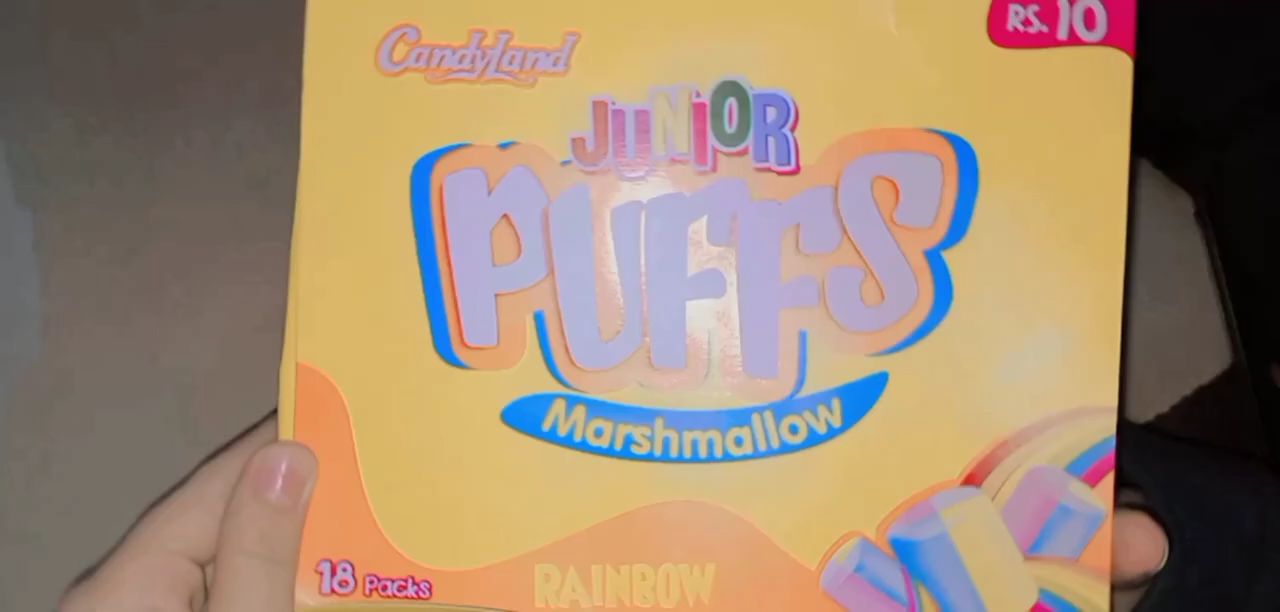 CandyLand
RS. 10
JUNIOR
PUFFS
Marshmallow
18 Packs
RAINBOW